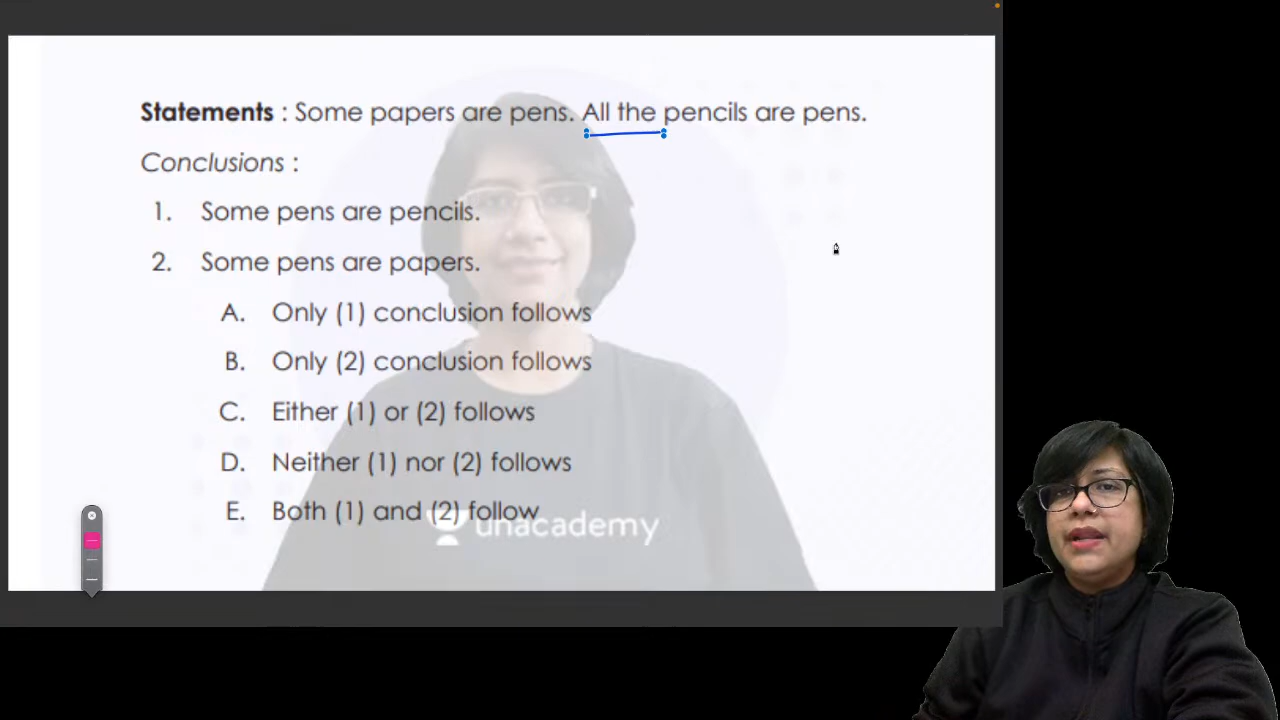 Statements : Some papers are pens. All the pencils are pens.
Conclusions :
1. Some pens are pencils.
2. Some pens are papers.
A. Only (1) conclusion follows
B. Only (2) conclusion follows
C. Either (1) or (2) follows
D. Neither (1) nor (2) follows
E. Both (1) and (2) follow
unacademy